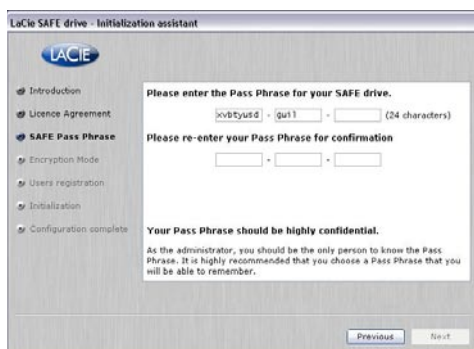 LaCie SAFE drive - Initialization assistant
LACIE
Introduction
Licence Agreement
SAFE Pass Phrase
Encryption Mode
Users registration
Initialization
Configuration complete
Please enter the Pass Phrase for your SAFE drive.
xvbtyusd - guil - (24 characters)
Please re-enter your Pass Phrase for confirmation
- -
Your Pass Phrase should be highly confidential.
As the administrator, you should be the only person to know the Pass
Phrase. It is highly recommended that you choose a Pass Phrase that you
will be able to remember.
Previous Next